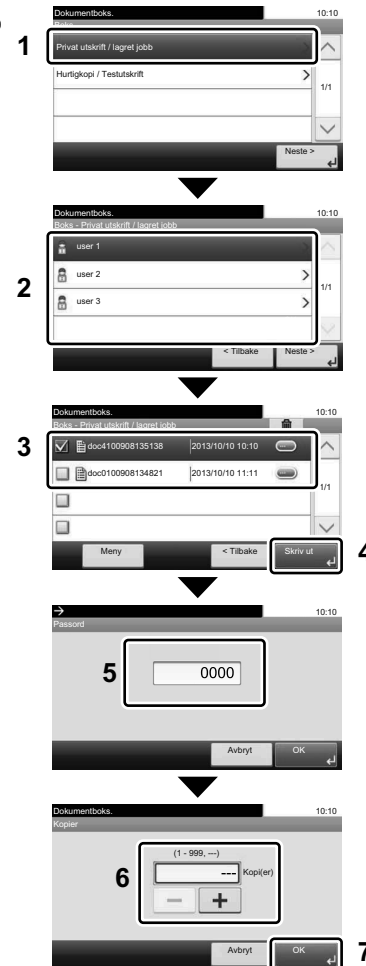 Dokumentboks. 10:10
Boks
1
Privat utskrift / lagret jobb
Hurtigkopi / Testutskrift
1/1
Neste >
Dokumentboks. 10:10
Boks - Privat utskrift / lagret jobb
user 1
2
user 2
1/1
user 3
< Tilbake Neste >
Dokumentboks. 10:10
Boks - Privat utskrift / lagret jobb
3
doc4100908135138 2013/10/10 10:10
doc0100908134821 2013/10/10 11:11
1/1
Meny < Tilbake Skriv ut
4
10:10
Passord
5
0000
Avbryt OK
Dokumentboks. 10:10
Kopier
(1 - 999, ---)
6
--- Kopi(er)
Avbryt OK
7